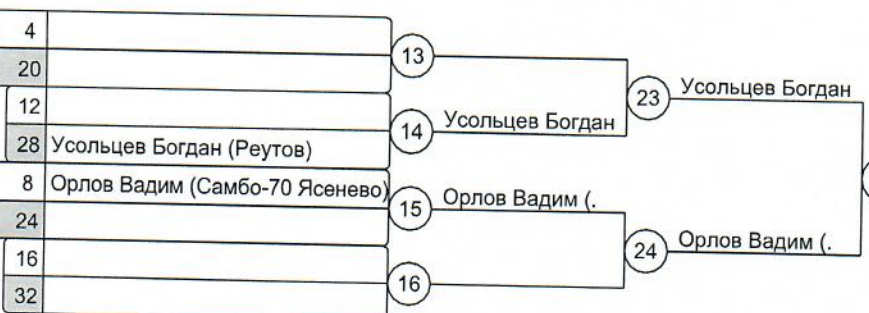 4
20
13
12
28 Усольцев Богдан (Реутов)
14 Усольцев Богдан
23 Усольцев Богдан
8 Орлов Вадим (Самбо-70 Ясенево)
24
15 Орлов Вадим (.
16
32
16
24 Орлов Вадим (.